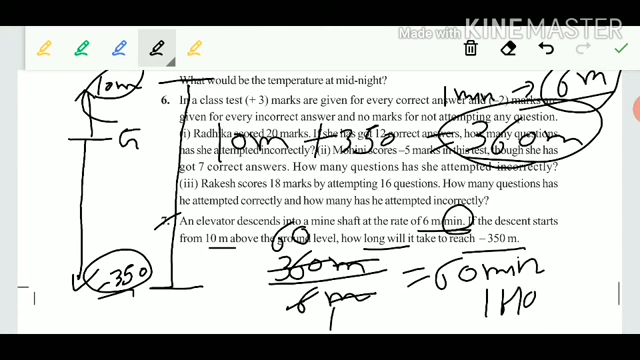 Made with KINEMASTER
What would be the temperature at mid-night?
10m
1 min → 6 m
6. In a class test (+ 3) marks are given for every correct answer and (–2) marks are
given for every incorrect answer and no marks for not attempting any question.
(i) Radhika scored 20 marks. If she has got 12 correct answers, how many questions
has she attempted incorrectly? (ii) Mohini scores –5 marks in this test, though she has
got 7 correct answers. How many questions has she attempted incorrectly?
(iii) Rakesh scores 18 marks by attempting 16 questions. How many questions has
he attempted correctly and how many has he attempted incorrectly?
G
10m + 350 = 360m
7. An elevator descends into a mine shaft at the rate of 6 m/min. If the descent starts
from 10 m above the ground level, how long will it take to reach – 350 m.
-350
60
360m
6 m
1
= 60min